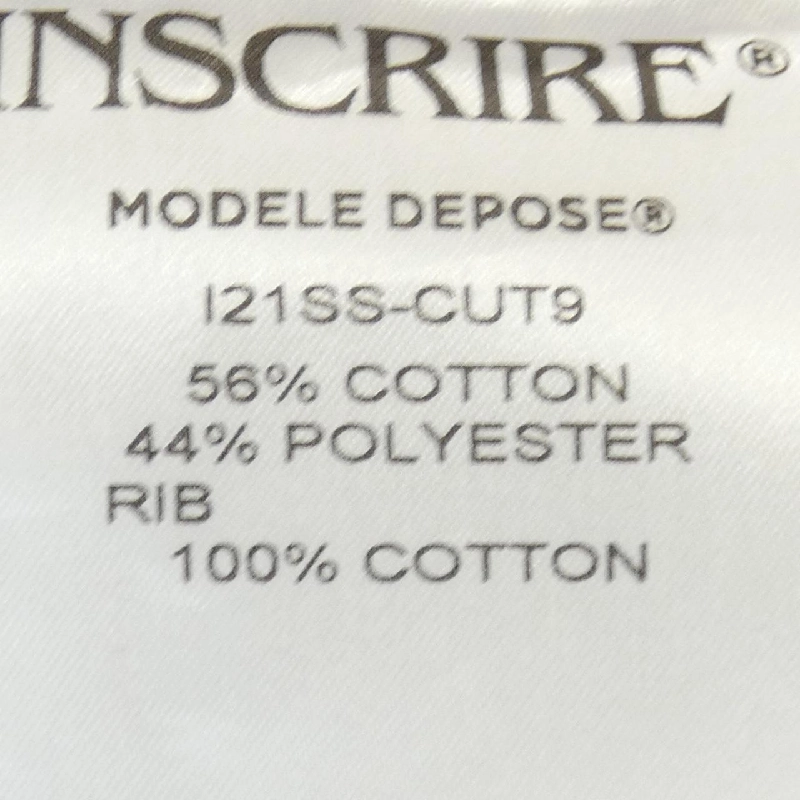 INSCRIRE®
MODELE DEPOSE®
I21SS-CUT9
56% COTTON
44% POLYESTER
RIB
100% COTTON